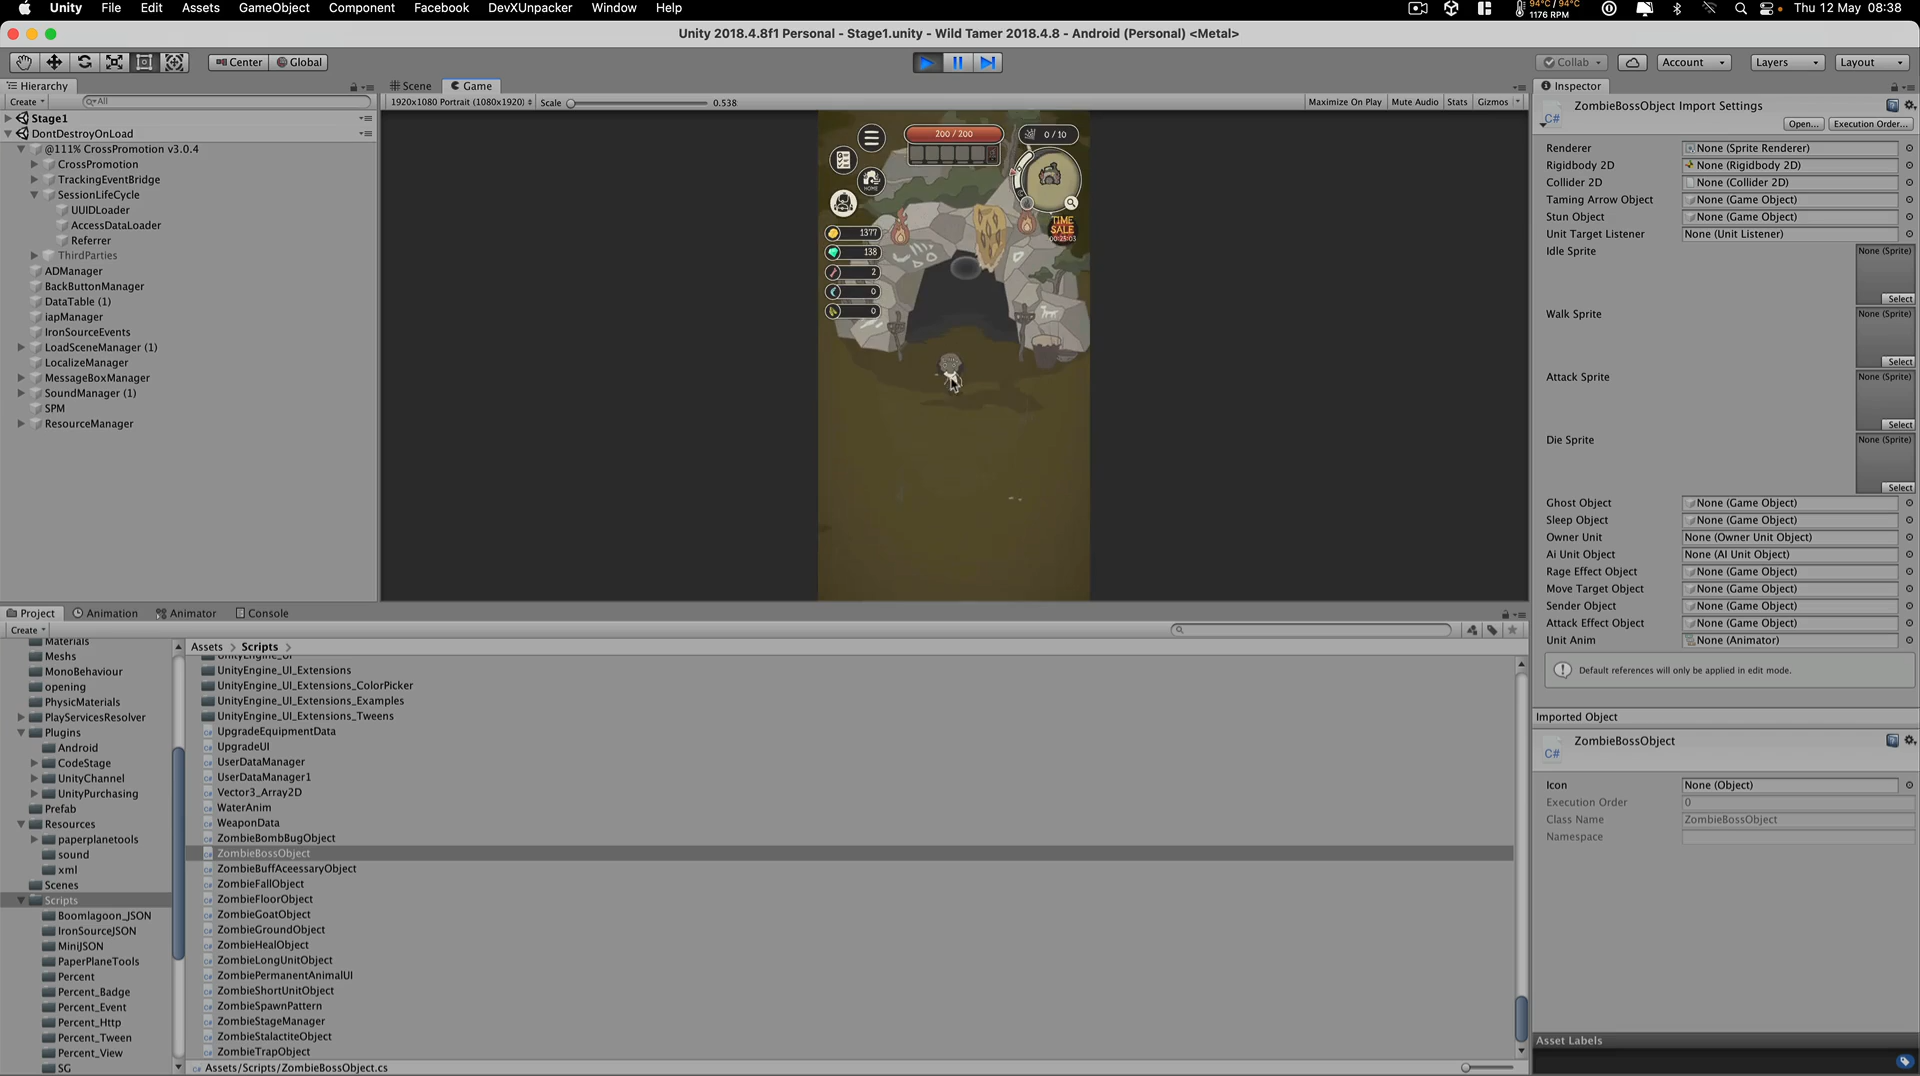 Unity File Edit Assets GameObject Component Facebook DevXUnpacker Window Help
94°C / 94°C
1176 RPM
Thu 12 May 08:38
Unity 2018.4.8f1 Personal - Stage1.unity - Wild Tamer 2018.4.8 - Android (Personal) <Metal>
Center Global
Collab Account Layers Layout
Hierarchy
Create All
Stage1
DontDestroyOnLoad
@111% CrossPromotion v3.0.4
CrossPromotion
TrackingEventBridge
SessionLifeCycle
UUIDLoader
AccessDataLoader
Referrer
ThirdParties
ADManager
BackButtonManager
DataTable (1)
iapManager
IronSourceEvents
LoadSceneManager (1)
LocalizeManager
MessageBoxManager
SoundManager (1)
SPM
ResourceManager
Scene Game
1920x1080 Portrait (1080x1920) Scale 0.538 Maximize On Play Mute Audio Stats Gizmos
200 / 200
0 / 10
HOME
TIME
SALE
00:25:03
1377
138
2
0
0
Project Animation Animator Console
Create
Materials
Meshs
MonoBehaviour
opening
PhysicMaterials
PlayServicesResolver
Plugins
Android
CodeStage
UnityChannel
UnityPurchasing
Prefab
Resources
paperplanetools
sound
xml
Scenes
Scripts
Boomlagoon_JSON
IronSourceJSON
MiniJSON
PaperPlaneTools
Percent
Percent_Badge
Percent_Event
Percent_Http
Percent_Tween
Percent_View
SG
Assets > Scripts >
UnityEngine_UI
UnityEngine_UI_Extensions
UnityEngine_UI_Extensions_ColorPicker
UnityEngine_UI_Extensions_Examples
UnityEngine_UI_Extensions_Tweens
UpgradeEquipmentData
UpgradeUI
UserDataManager
UserDataManager1
Vector3_Array2D
WaterAnim
WeaponData
ZombieBombBugObject
ZombieBossObject
ZombieBuffAceessaryObject
ZombieFallObject
ZombieFloorObject
ZombieGoatObject
ZombieGroundObject
ZombieHealObject
ZombieLongUnitObject
ZombiePermanentAnimalUI
ZombieShortUnitObject
ZombieSpawnPattern
ZombieStageManager
ZombieStalactiteObject
ZombieTrapObject
Assets/Scripts/ZombieBossObject.cs
Inspector
ZombieBossObject Import Settings
C#
Open... Execution Order...
Renderer None (Sprite Renderer)
Rigidbody 2D None (Rigidbody 2D)
Collider 2D None (Collider 2D)
Taming Arrow Object None (Game Object)
Stun Object None (Game Object)
Unit Target Listener None (Unit Listener)
Idle Sprite None (Sprite)
Select
Walk Sprite None (Sprite)
Select
Attack Sprite None (Sprite)
Select
Die Sprite None (Sprite)
Select
Ghost Object None (Game Object)
Sleep Object None (Game Object)
Owner Unit None (Owner Unit Object)
Ai Unit Object None (AI Unit Object)
Rage Effect Object None (Game Object)
Move Target Object None (Game Object)
Sender Object None (Game Object)
Attack Effect Object None (Game Object)
Unit Anim None (Animator)
Default references will only be applied in edit mode.
Imported Object
ZombieBossObject
C#
Icon None (Object)
Execution Order 0
Class Name ZombieBossObject
Namespace
Asset Labels